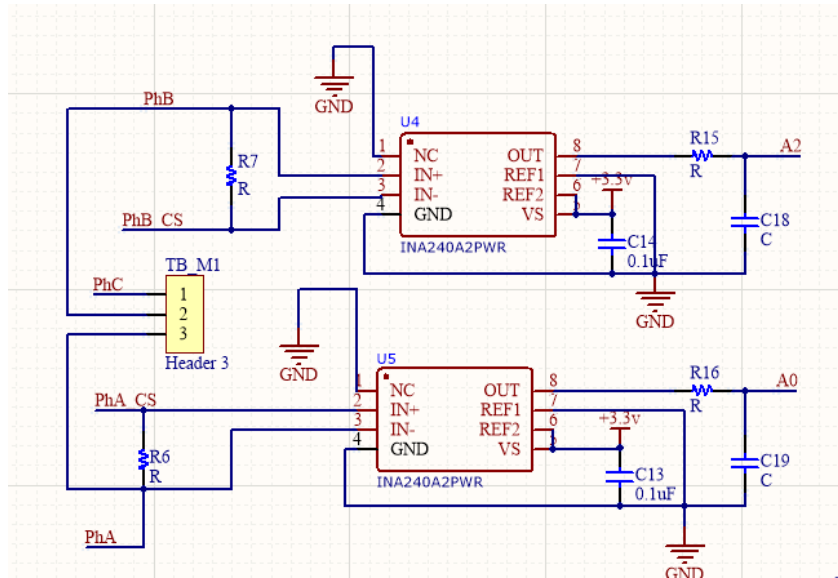 GND
PhB
R7
R
PhB_CS
U4
1 NC OUT 8
2 IN+ REF1 7
3 IN- REF2 6
4 GND VS 5
INA240A2PWR
+3.3v
C14
0.1uF
GND
R15
R
A2
C18
C
TB_M1
PhC
1
2
3
Header 3
GND
PhA_CS
R6
R
PhA
U5
1 NC OUT 8
2 IN+ REF1 7
3 IN- REF2 6
4 GND VS 5
INA240A2PWR
+3.3v
C13
0.1uF
GND
R16
R
A0
C19
C